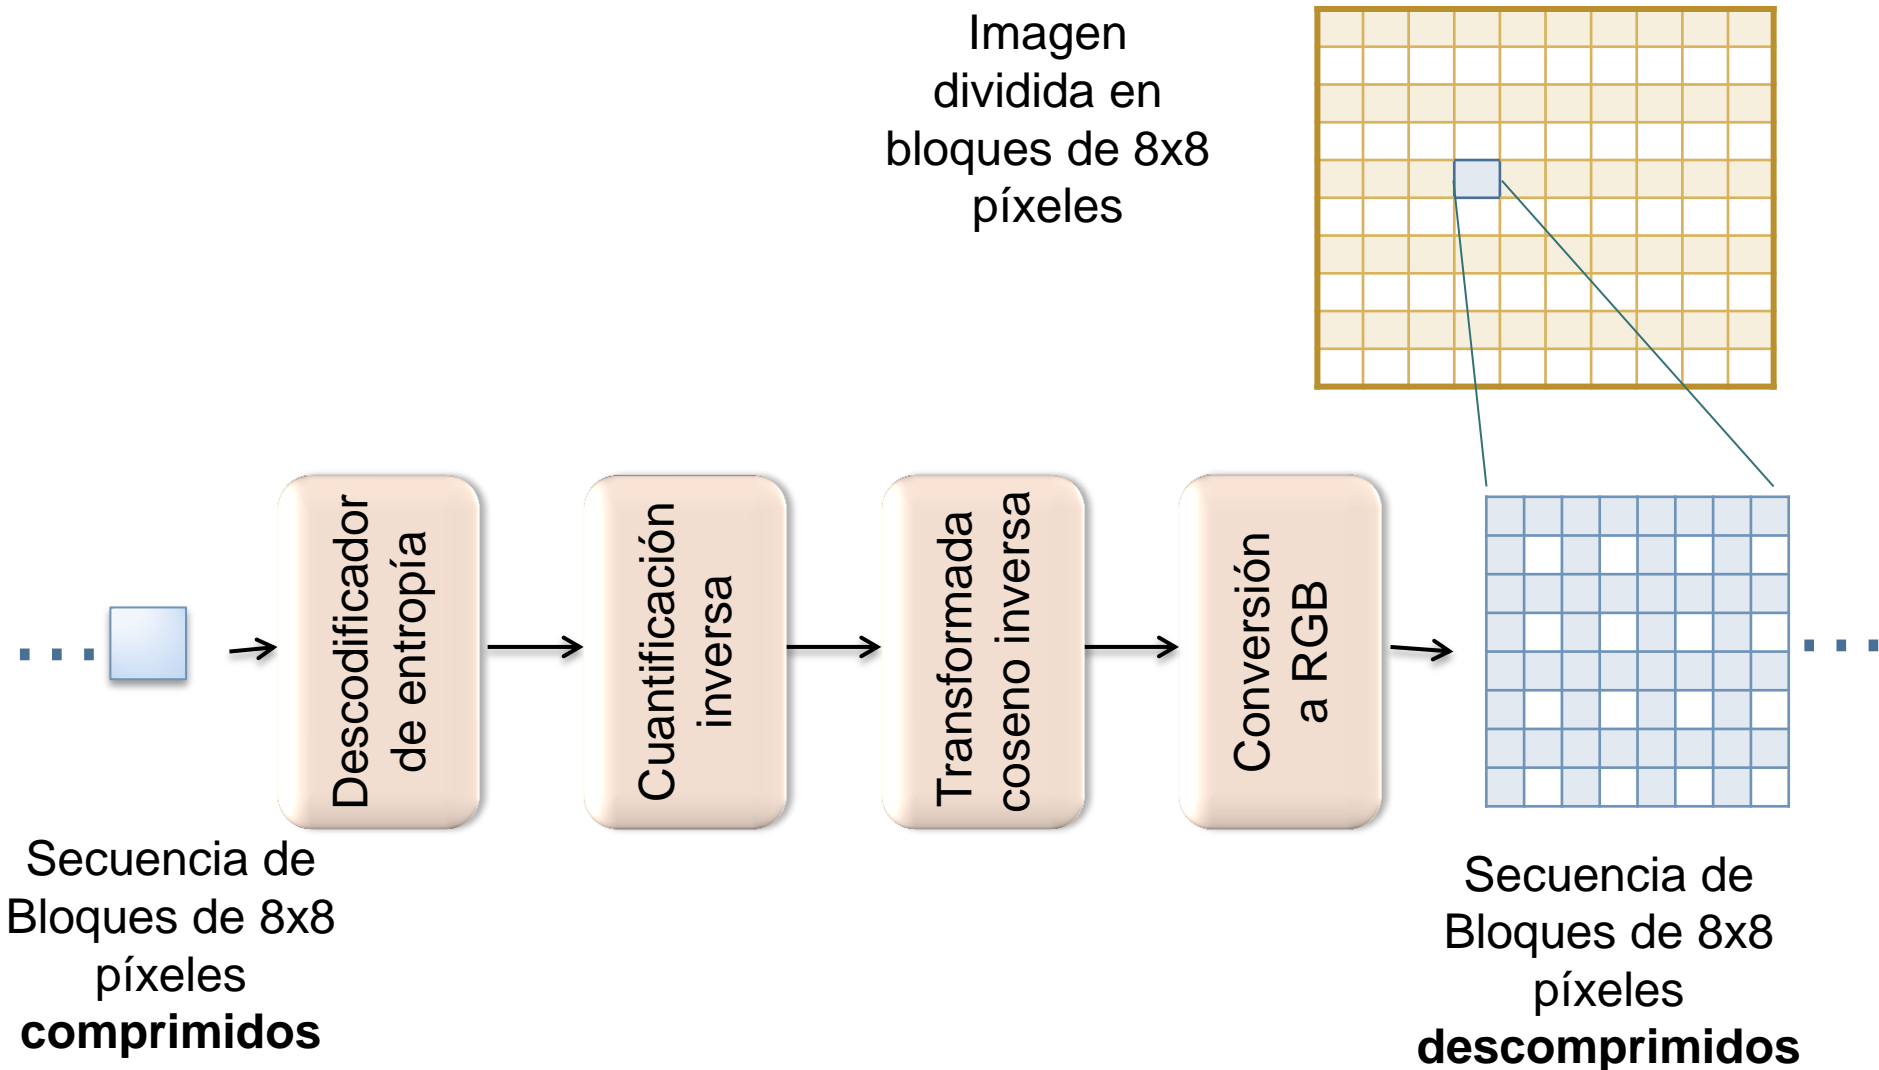 Imagen
dividida en
bloques de 8x8
píxeles
Descodificador
de entropía
Cuantificación
inversa
Transformada
coseno inversa
Conversión
a RGB
Secuencia de
Bloques de 8x8
píxeles
comprimidos
Secuencia de
Bloques de 8x8
píxeles
descomprimidos